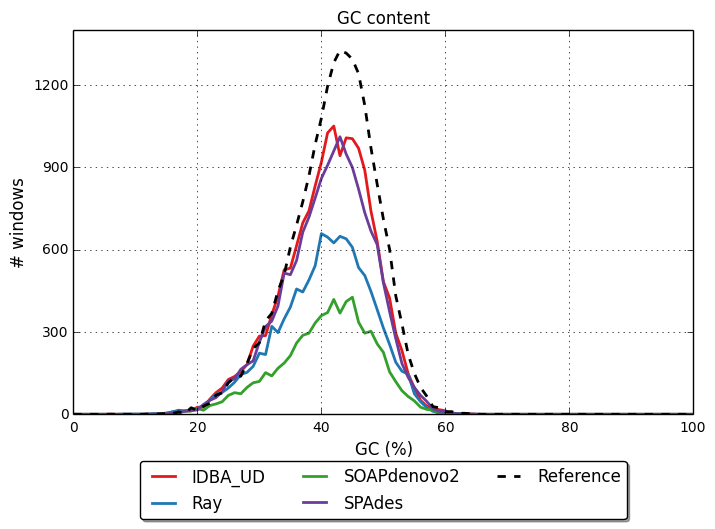 GC content
# windows
1200
900
600
300
0
0 20 40 60 80 100
GC (%)
IDBA_UD SOAPdenovo2 Reference
Ray SPAdes